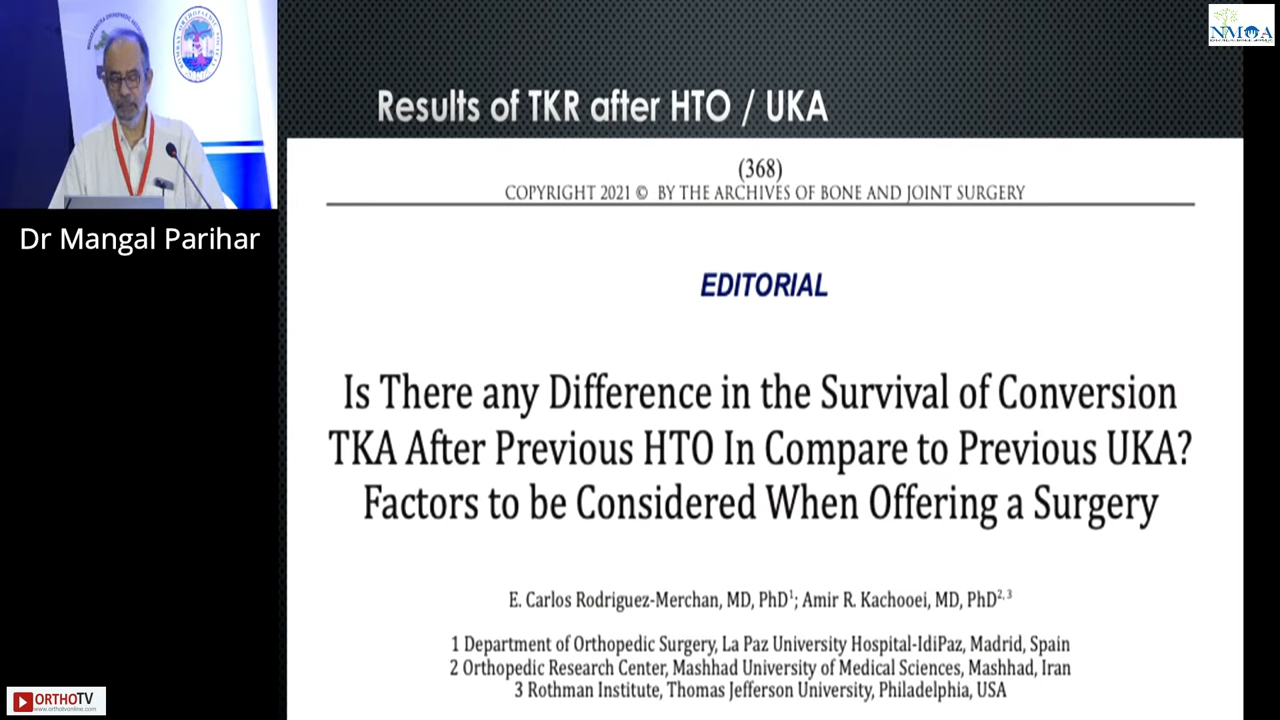 BOMBAY ORTHOPAEDIC SOCIETY
NMOA
Dr Mangal Parihar
Results of TKR after HTO / UKA
(368)
COPYRIGHT 2021 © BY THE ARCHIVES OF BONE AND JOINT SURGERY
EDITORIAL
Is There any Difference in the Survival of Conversion
TKA After Previous HTO In Compare to Previous UKA?
Factors to be Considered When Offering a Surgery
E. Carlos Rodriguez-Merchan, MD, PhD1; Amir R. Kachooei, MD, PhD2, 3
1 Department of Orthopedic Surgery, La Paz University Hospital-IdiPaz, Madrid, Spain
2 Orthopedic Research Center, Mashhad University of Medical Sciences, Mashhad, Iran
3 Rothman Institute, Thomas Jefferson University, Philadelphia, USA
ORTHOTV
www.orthotvonline.com